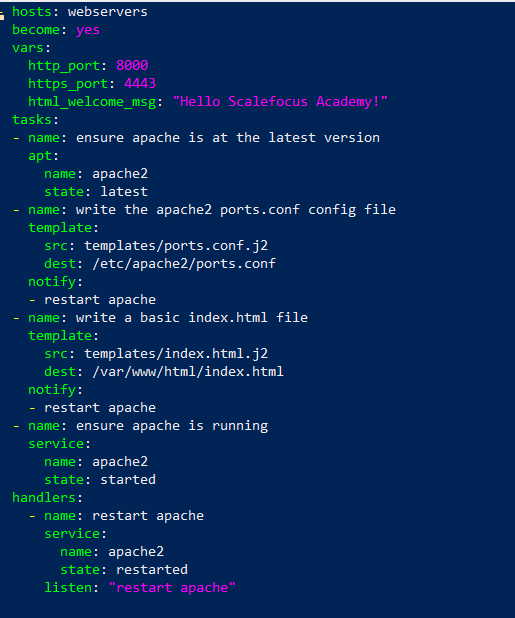 - hosts: webservers
become: yes
vars:
  http_port: 8000
  https_port: 4443
  html_welcome_msg: "Hello Scalefocus Academy!"
tasks:
- name: ensure apache is at the latest version
  apt:
    name: apache2
    state: latest
- name: write the apache2 ports.conf config file
  template:
    src: templates/ports.conf.j2
    dest: /etc/apache2/ports.conf
  notify:
  - restart apache
- name: write a basic index.html file
  template:
    src: templates/index.html.j2
    dest: /var/www/html/index.html
  notify:
  - restart apache
- name: ensure apache is running
  service:
    name: apache2
    state: started
handlers:
  - name: restart apache
    service:
      name: apache2
      state: restarted
    listen: "restart apache"